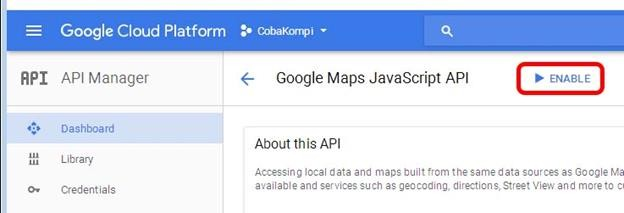 Google Cloud Platform CobaKompi
API API Manager Google Maps JavaScript API ENABLE
Dashboard
Library
Credentials
About this API
Accessing local data and maps built from the same data sources as Google Ma
available and services such as geocoding, directions, Street View and more to cu